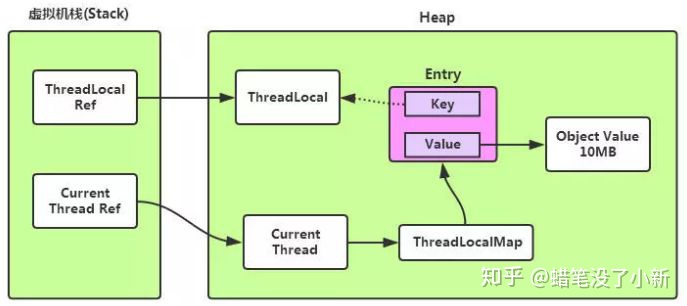 虚拟机栈(Stack)
Heap
ThreadLocal
Ref
ThreadLocal
Entry
Key
Value
Object Value
10MB
Current
Thread Ref
Current
Thread
ThreadLocalMap
知乎 @蜡笔没了小新